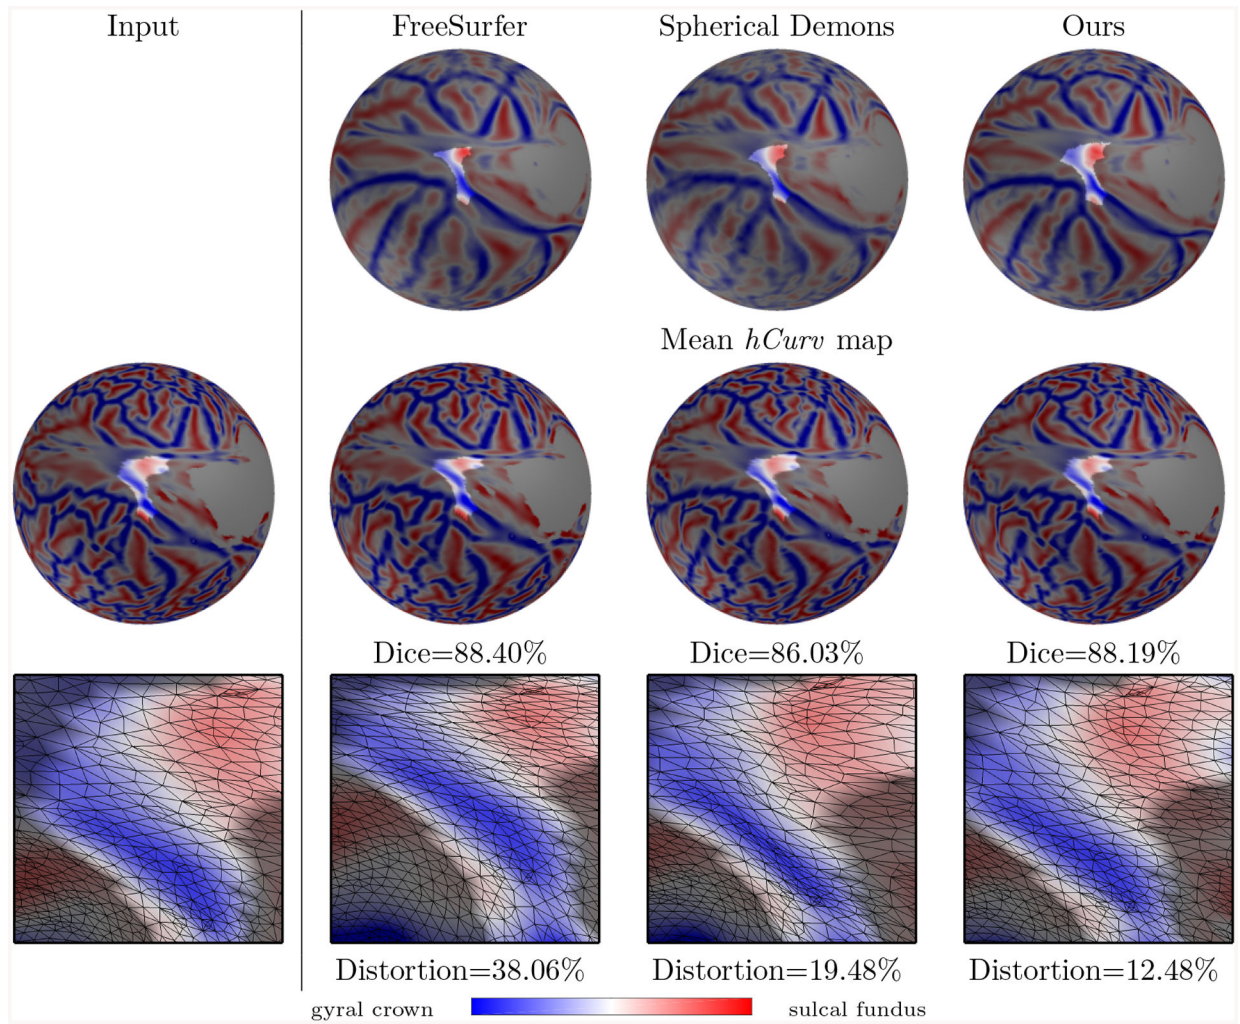 Input FreeSurfer Spherical Demons Ours
Mean hCurv map
Dice=88.40% Dice=86.03% Dice=88.19%
Distortion=38.06% Distortion=19.48% Distortion=12.48%
gyral crown sulcal fundus